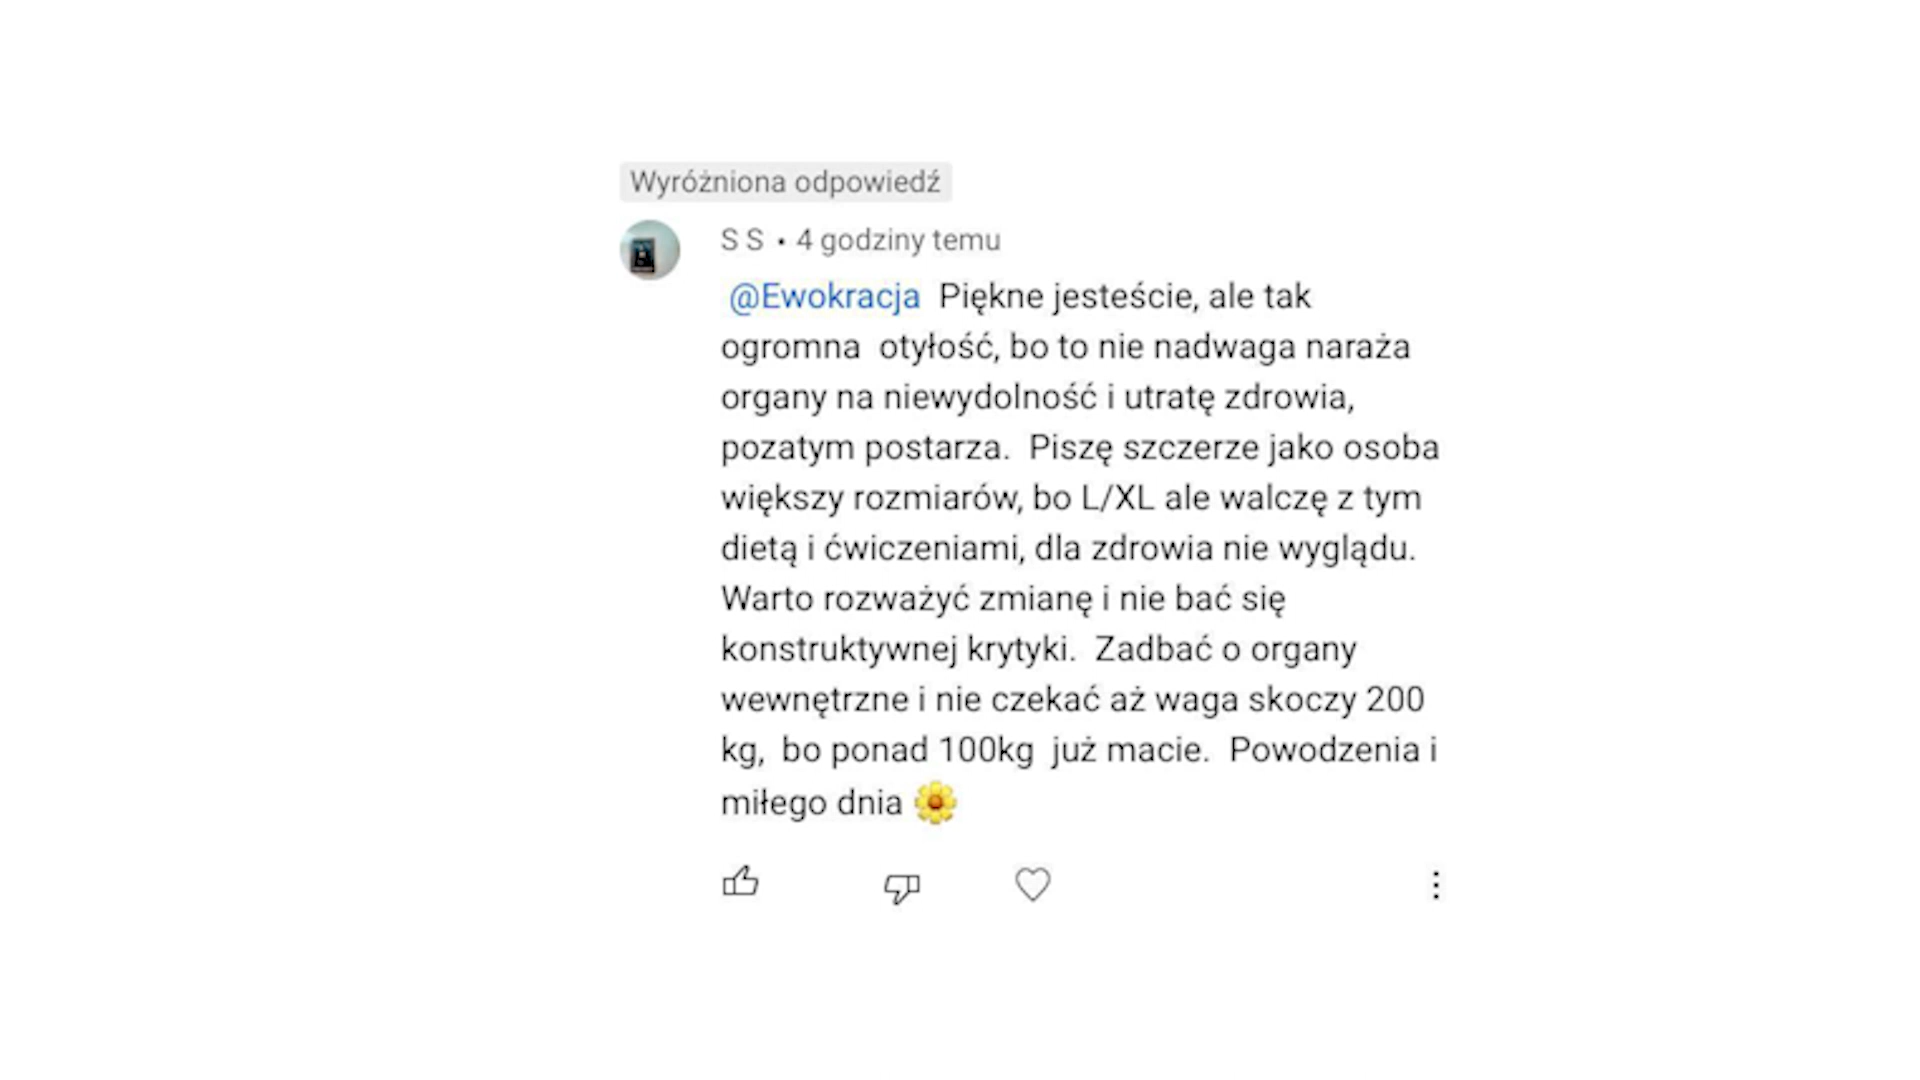 Wyróżniona odpowiedź
S S • 4 godziny temu
@Ewokracja Piękne jesteście, ale tak
ogromna otyłość, bo to nie nadwaga naraża
organy na niewydolność i utratę zdrowia,
pozatym postarza. Piszę szczerze jako osoba
większy rozmiarów, bo L/XL ale walczę z tym
dietą i ćwiczeniami, dla zdrowia nie wyglądu.
Warto rozważyć zmianę i nie bać się
konstruktywnej krytyki. Zadbać o organy
wewnętrzne i nie czekać aż waga skoczy 200
kg, bo ponad 100kg już macie. Powodzenia i
miłego dnia 🌼